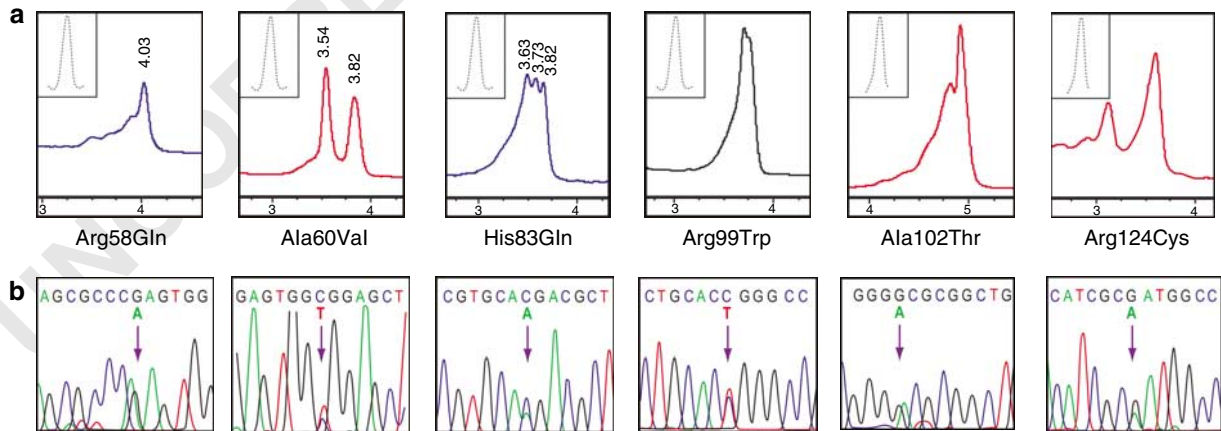 a
4.03
3.54
3.82
3.63
3.73
3.82
3 4 3 4 3 4 3 4 4 5 3 4
Arg58Gln Ala60Val His83Gln Arg99Trp Ala102Thr Arg124Cys
b
AGCGCCCGAGTGG GAGTGGCGGAGCT CGTGCACGACGCT CTGCACC GGGCC GGGGCGCGGCTG CATCGCG ATGGCC
A T A T A A